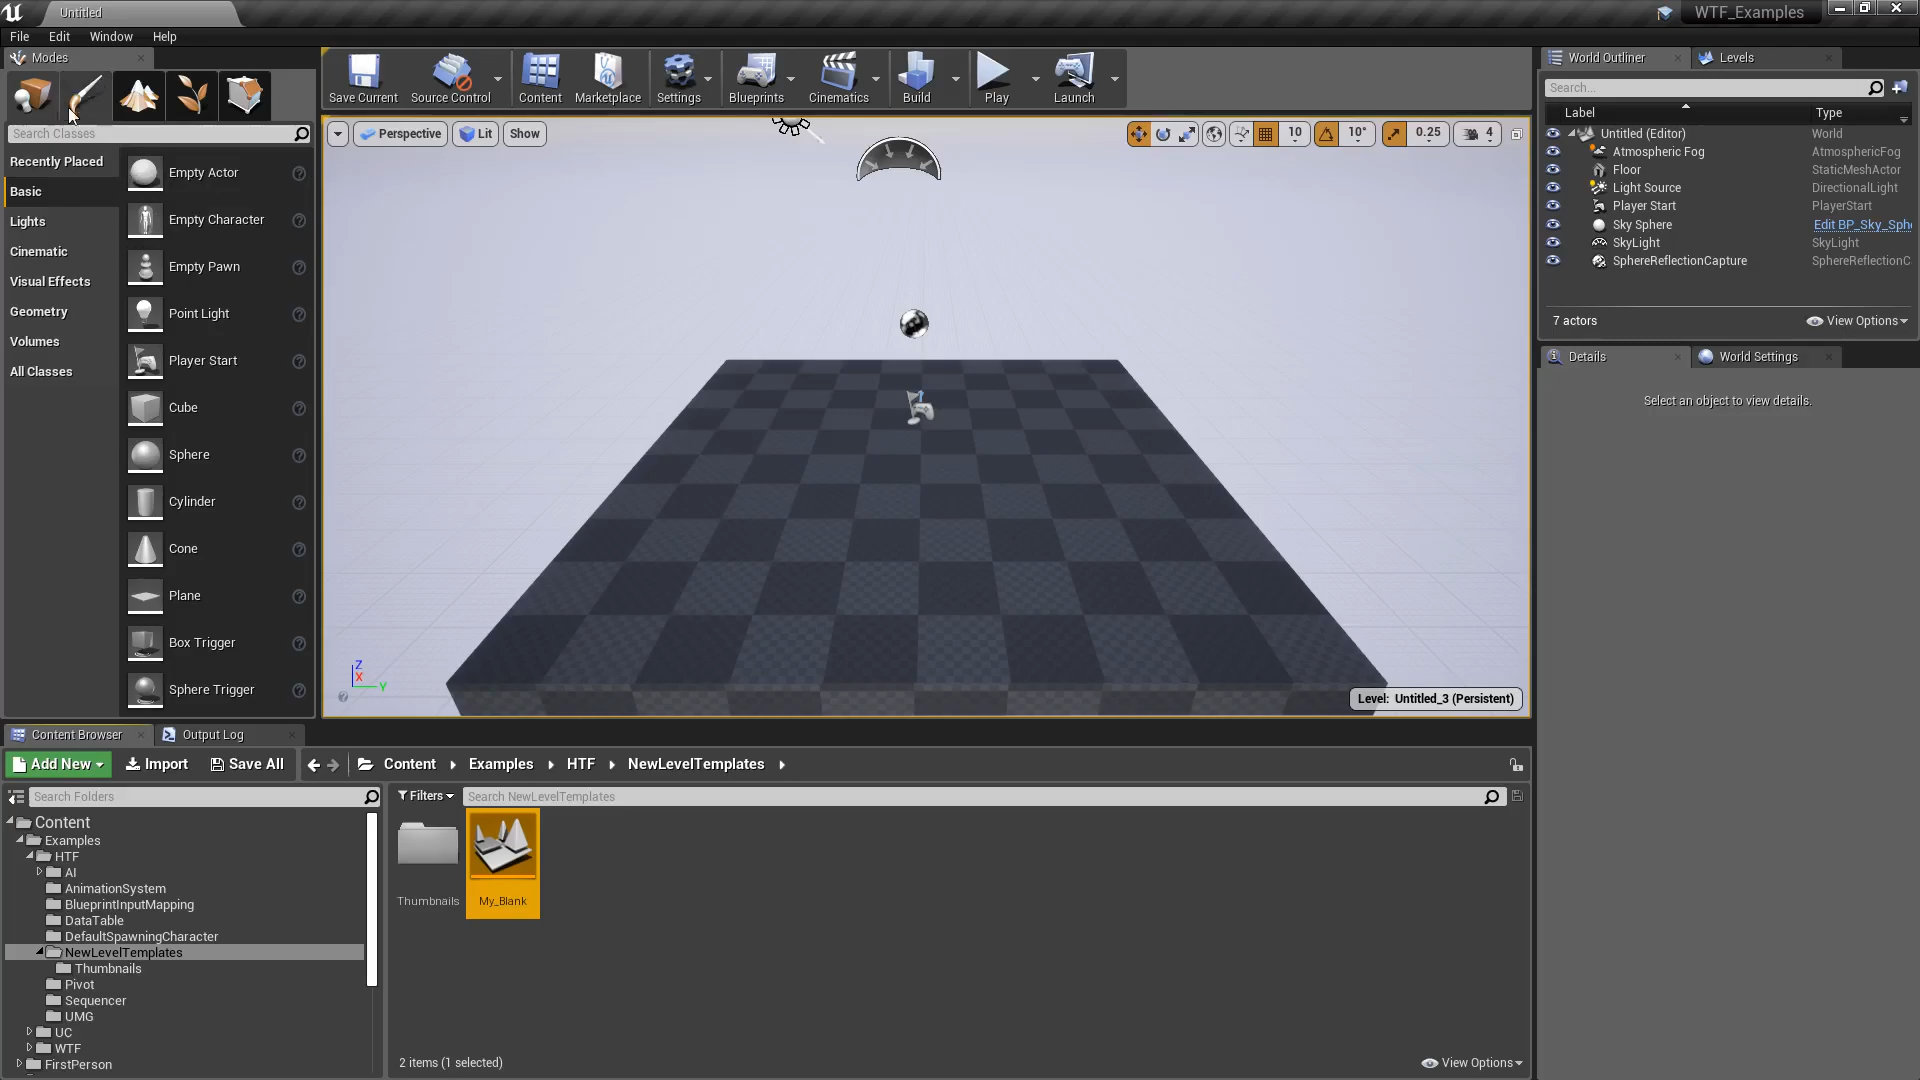 Untitled
WTF_Examples
File Edit Window Help
Modes
Save Current
Source Control
Content
Marketplace
Settings
Blueprints
Cinematics
Build
Play
Launch
World Outliner
Levels
Search Classes
Recently Placed
Basic
Lights
Cinematic
Visual Effects
Geometry
Volumes
All Classes
Empty Actor
Empty Character
Empty Pawn
Point Light
Player Start
Cube
Sphere
Cylinder
Cone
Plane
Box Trigger
Sphere Trigger
Perspective
Lit
Show
10
10°
0.25
4
Z
X
Y
Level: Untitled_3 (Persistent)
Search...
Label Type
Untitled (Editor) World
Atmospheric Fog AtmosphericFog
Floor StaticMeshActor
Light Source DirectionalLight
Player Start PlayerStart
Sky Sphere Edit BP_Sky_Sph
SkyLight SkyLight
SphereReflectionCapture SphereReflectionC
7 actors
View Options
Details
World Settings
Select an object to view details.
Content Browser
Output Log
Add New
Import
Save All
Content Examples HTF NewLevelTemplates
Search Folders
Filters
Search NewLevelTemplates
Content
Examples
HTF
AI
AnimationSystem
BlueprintInputMapping
DataTable
DefaultSpawningCharacter
NewLevelTemplates
Thumbnails
Pivot
Sequencer
UMG
UC
WTF
FirstPerson
Thumbnails
My_Blank
2 items (1 selected)
View Options